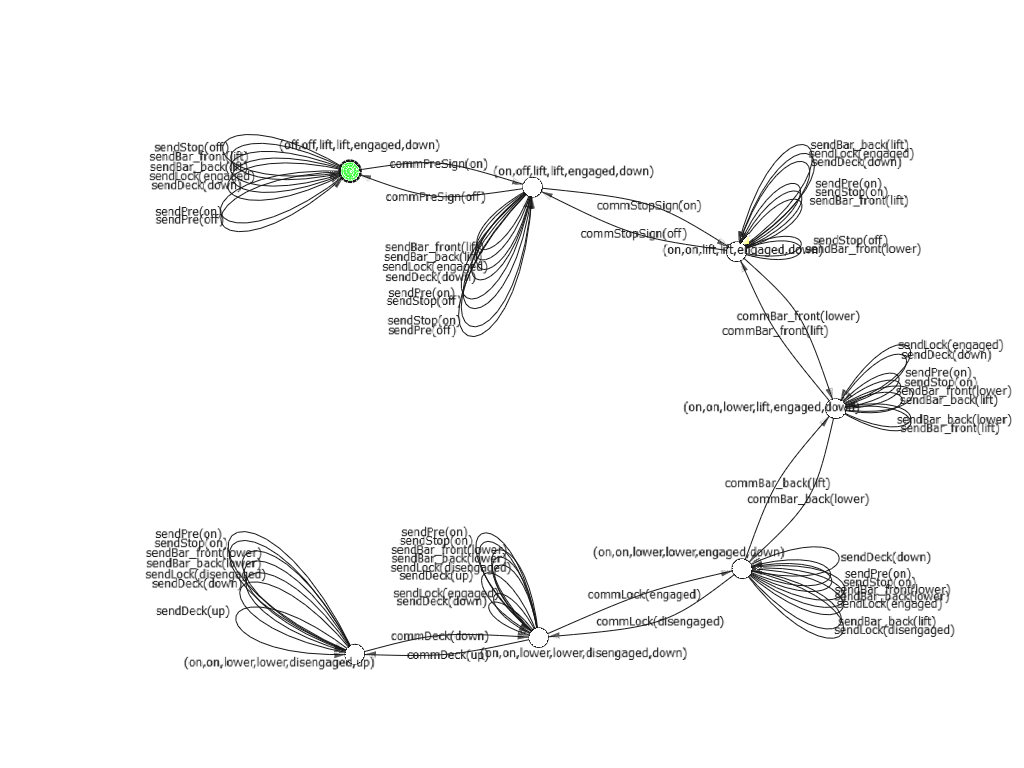 sendStop(off)
sendBar_front(lift)
sendBar_back(lift)
sendLock(engaged)
sendDeck(down)
sendPre(on)
sendPre(off)
(off,off,lift,lift,engaged,down)
commPreSign(on)
commPreSign(off)
(on,off,lift,lift,engaged,down)
sendBar_front(lift)
sendBar_back(lift)
sendLock(engaged)
sendDeck(down)
sendPre(on)
sendStop(off)
sendStop(on)
sendPre(off)
commStopSign(on)
commStopSign(off)
sendBar_back(lift)
sendLock(engaged)
sendDeck(down)
sendPre(on)
sendStop(on)
sendBar_front(lift)
sendStop(off)
sendBar_front(lower)
(on,on,lift,lift,engaged,down)
commBar_front(lower)
commBar_front(lift)
sendLock(engaged)
sendDeck(down)
sendPre(on)
sendStop(on)
sendBar_front(lower)
sendBar_back(lift)
sendBar_back(lower)
sendBar_front(lift)
(on,on,lower,lift,engaged,down)
commBar_back(lift)
commBar_back(lower)
(on,on,lower,lower,engaged,down)
sendDeck(down)
sendPre(on)
sendStop(on)
sendBar_front(lower)
sendBar_back(lower)
sendLock(engaged)
sendBar_back(lift)
sendLock(disengaged)
commLock(engaged)
commLock(disengaged)
sendPre(on)
sendStop(on)
sendBar_front(lower)
sendBar_back(lower)
sendLock(disengaged)
sendDeck(up)
sendLock(engaged)
sendDeck(down)
(on,on,lower,lower,disengaged,down)
commDeck(down)
commDeck(up)
sendPre(on)
sendStop(on)
sendBar_front(lower)
sendBar_back(lower)
sendLock(disengaged)
sendDeck(down)
sendDeck(up)
(on,on,lower,lower,disengaged,up)